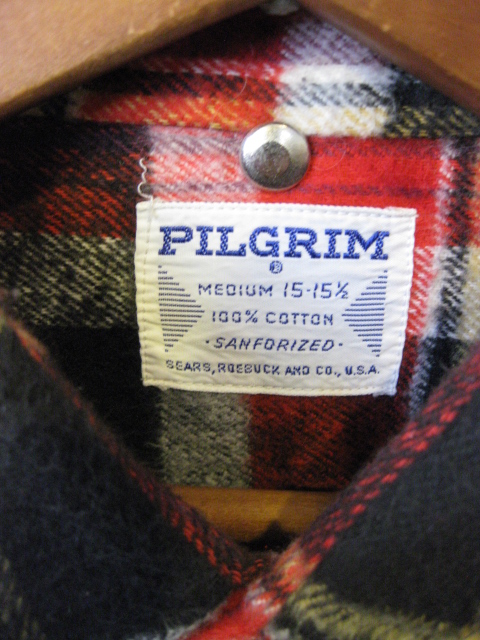 PILGRIM
®
MEDIUM 15-15½
100% COTTON
·SANFORIZED·
SEARS, ROEBUCK AND CO., U.S.A.